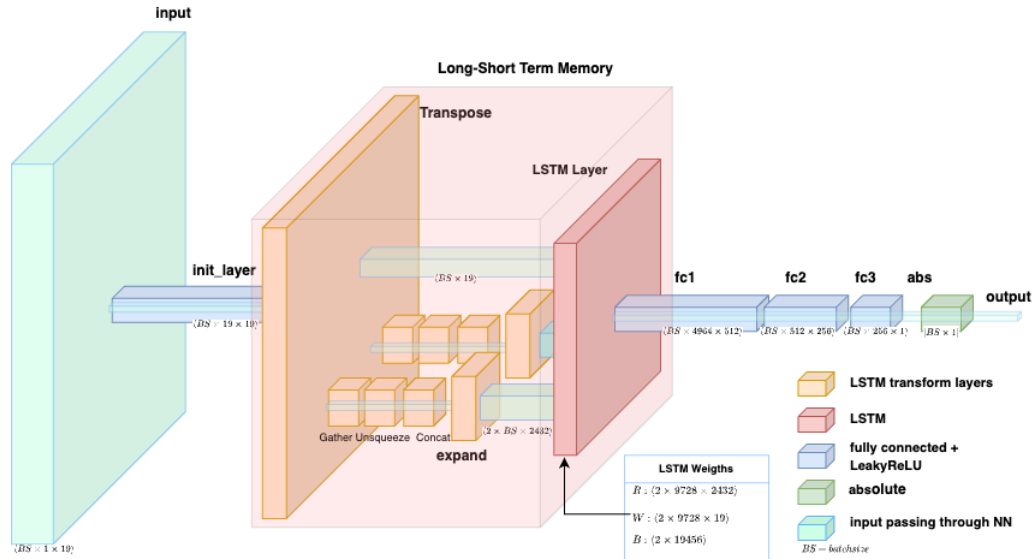 input
Long-Short Term Memory
Transpose
LSTM Layer
init_layer
(BS × 19)
fc1
fc2
fc3
abs
output
(BS × 19 × 19)
(BS × 4964 × 512)
(BS × 512 × 256)
(BS × 256 × 1)
|BS × 1|
Gather Unsqueeze Concat
(2 × BS × 2432)
expand
LSTM transform layers
LSTM
fully connected +
LeakyReLU
absolute
input passing through NN
BS = batchsize
LSTM Weigths
R : (2 × 9728 × 2432)
W : (2 × 9728 × 19)
B : (2 × 19456)
(BS × 1 × 19)